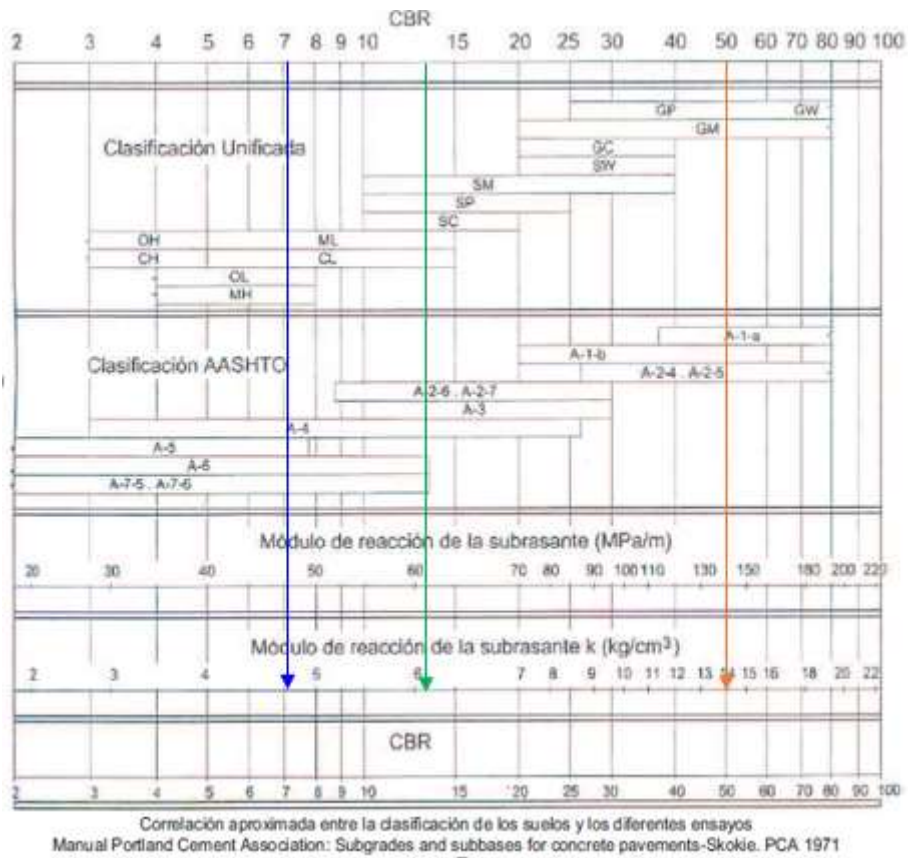 CBR
2 3 4 5 6 7 8 9 10 15 20 25 30 40 50 60 70 80 90 100
GP GW
GM
Clasificación Unificada
GC
SW
SM
SP
SC
OH ML
CH CL
OL
MH
A-1-a
A-1-b
Clasificación AASHTO
A-2-4 . A-2-5
A-2-6 . A-2-7
A-3
A-4
A-5
A-6
A-7-5 . A-7-6
Módulo de reacción de la subrasante (MPa/m)
20 30 40 50 60 70 80 90 100 110 130 150 180 200 220
Módulo de reacción de la subrasante k (kg/cm³)
2 3 4 5 6 7 8 9 10 11 12 13 14 15 16 18 20 22
CBR
2 3 4 5 6 7 8 9 10 15 20 25 30 40 50 60 70 80 90 100
Correlación aproximada entre la clasificación de los suelos y los diferentes ensayos
Manual Portland Cement Association: Subgrades and subbases for concrete pavements-Skokie. PCA 1971